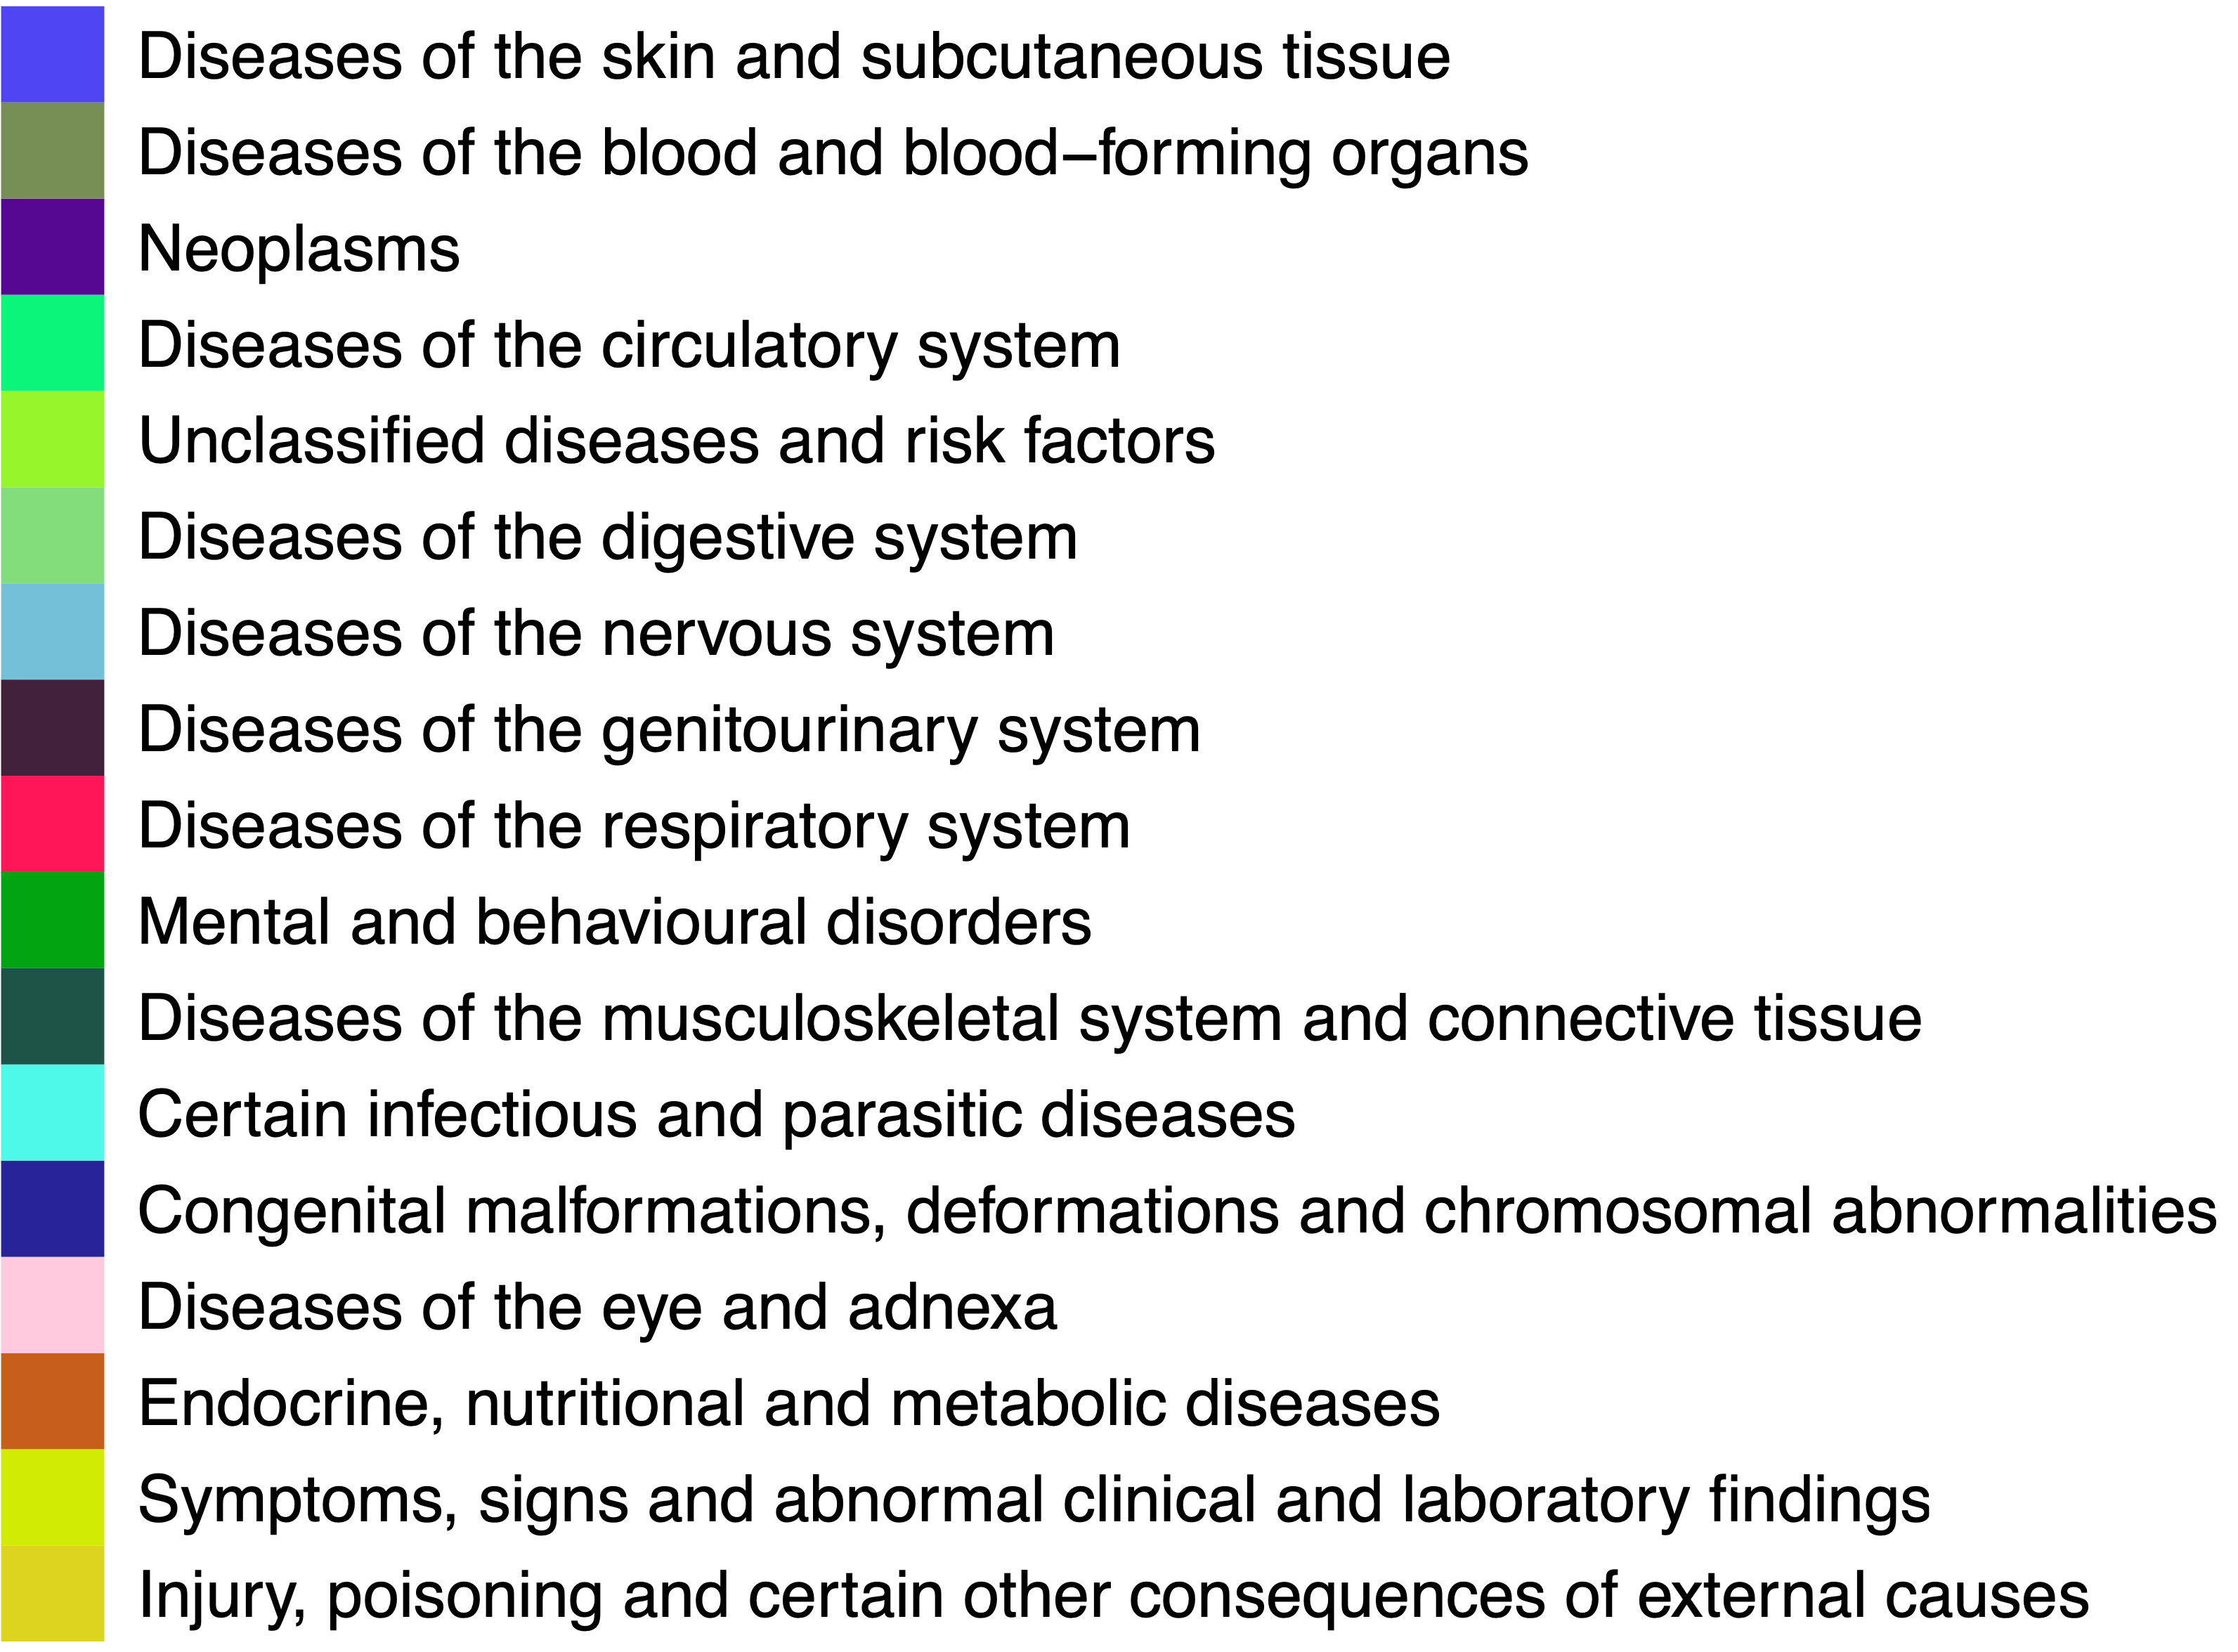 Diseases of the skin and subcutaneous tissue
Diseases of the blood and blood−forming organs
Neoplasms
Diseases of the circulatory system
Unclassified diseases and risk factors
Diseases of the digestive system
Diseases of the nervous system
Diseases of the genitourinary system
Diseases of the respiratory system
Mental and behavioural disorders
Diseases of the musculoskeletal system and connective tissue
Certain infectious and parasitic diseases
Congenital malformations, deformations and chromosomal abnormalities
Diseases of the eye and adnexa
Endocrine, nutritional and metabolic diseases
Symptoms, signs and abnormal clinical and laboratory findings
Injury, poisoning and certain other consequences of external causes